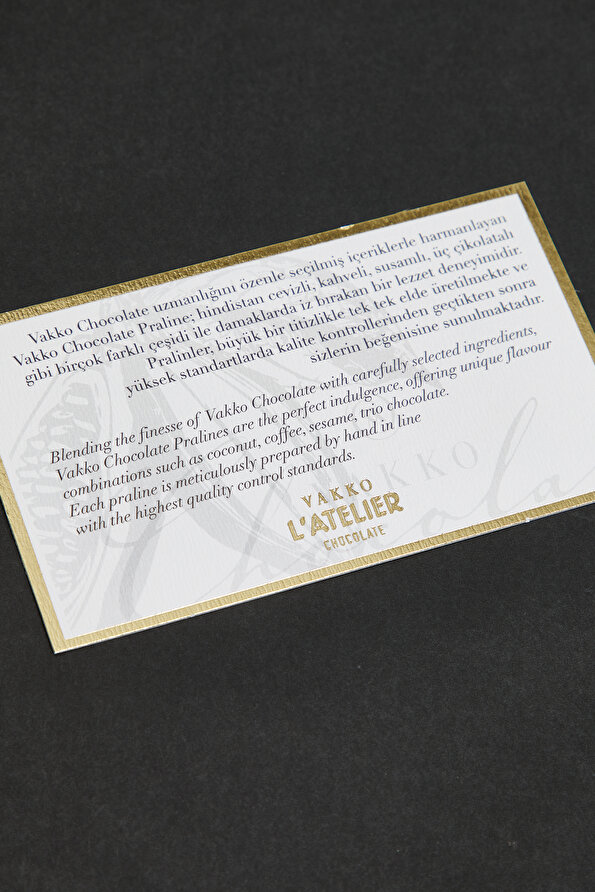 Vakko Chocolate uzmanlığını özenle seçilmiş içeriklerle harmanlayan
Vakko Chocolate Praline; hindistan cevizli, kahveli, susamlı, üç çikolatalı
gibi birçok farklı çeşidi ile damaklarda iz bırakan bir lezzet deneyimidir.
Pralinler, büyük bir titizlikle tek tek elde üretilmekte ve
yüksek standartlarda kalite kontrollerinden geçtikten sonra
sizlerin beğenisine sunulmaktadır.
Blending the finesse of Vakko Chocolate with carefully selected ingredients,
Vakko Chocolate Pralines are the perfect indulgence, offering unique flavour
combinations such as coconut, coffee, sesame, trio chocolate.
Each praline is meticulously prepared by hand in line
with the highest quality control standards.
VAKKO
L'ATELIER
CHOCOLATE
VAKKO
Chocola